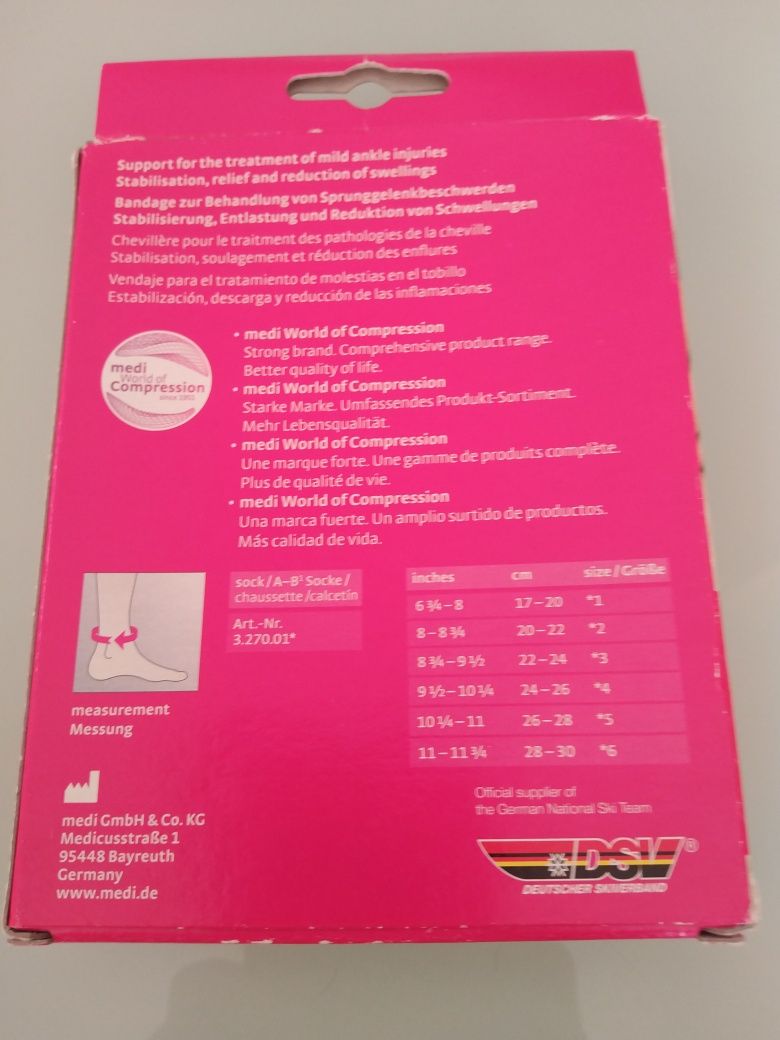 Support for the treatment of mild ankle injuries
Stabilisation, relief and reduction of swellings
Bandage zur Behandlung von Sprunggelenkbeschwerden
Stabilisierung, Entlastung und Reduktion von Schwellungen
Chevillère pour le traitment des pathologies de la cheville
Stabilisation, soulagement et réduction des enflures
Vendaje para el tratamiento de molestias en el tobillo
Estabilización, descarga y reducción de las inflamaciones
medi
World of
Compression
since 1951
• medi World of Compression
Strong brand. Comprehensive product range.
Better quality of life.
• medi World of Compression
Starke Marke. Umfassendes Produkt-Sortiment.
Mehr Lebensqualität.
• medi World of Compression
Une marque forte. Une gamme de produits complète.
Plus de qualité de vie.
• medi World of Compression
Una marca fuerte. Un amplio surtido de productos.
Más calidad de vida.
measurement
Messung
sock / A–B¹ Socke /
chaussette /calcetín
Art.-Nr.
3.270.01*
inches cm size / Größe
6 ¾ – 8 17 – 20 *1
8 – 8 ¾ 20 – 22 *2
8 ¾ – 9 ½ 22 – 24 *3
9 ½ – 10 ¼ 24 – 26 *4
10 ¼ – 11 26 – 28 *5
11 – 11 ¾ 28 – 30 *6
medi GmbH & Co. KG
Medicusstraße 1
95448 Bayreuth
Germany
www.medi.de
Official supplier of
the German National Ski Team
DSV®
DEUTSCHER SKIVERBAND